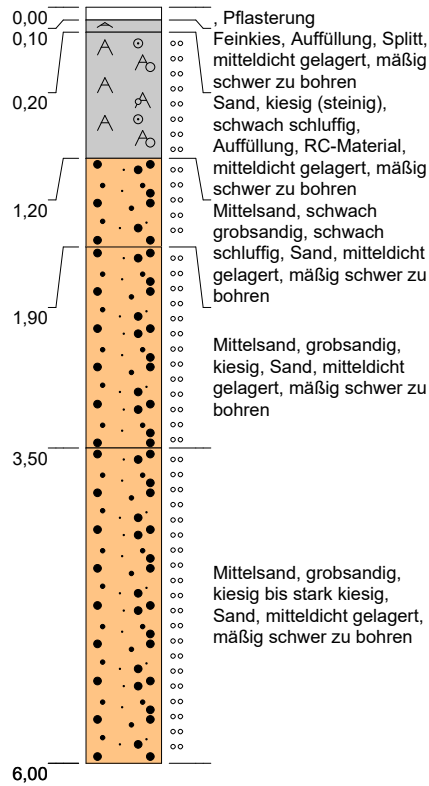 0,00
, Pflasterung
0,10
Feinkies, Auffüllung, Splitt,
mitteldicht gelagert, mäßig
schwer zu bohren
0,20
Sand, kiesig (steinig),
schwach schluffig,
Auffüllung, RC-Material,
mitteldicht gelagert, mäßig
schwer zu bohren
1,20
Mittelsand, schwach
grobsandig, schwach
schluffig, Sand, mitteldicht
gelagert, mäßig schwer zu
bohren
1,90
Mittelsand, grobsandig,
kiesig, Sand, mitteldicht
gelagert, mäßig schwer zu
bohren
3,50
Mittelsand, grobsandig,
kiesig bis stark kiesig,
Sand, mitteldicht gelagert,
mäßig schwer zu bohren
6,00